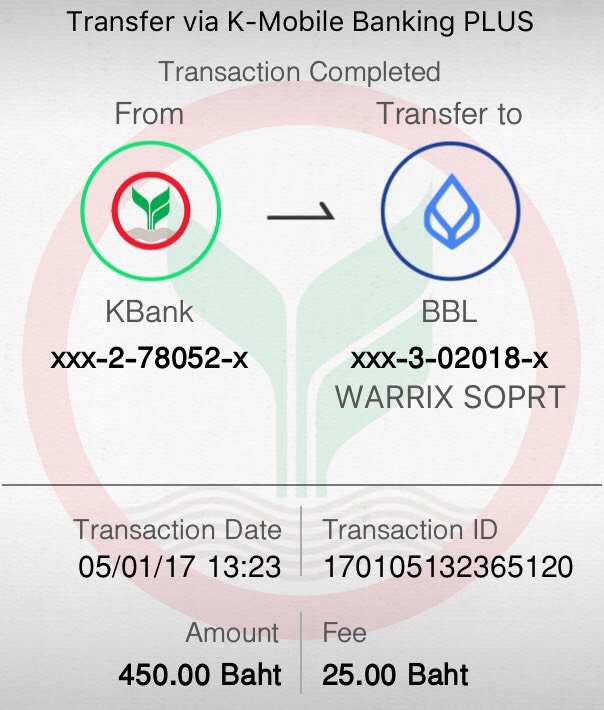 Transfer via K-Mobile Banking PLUS
Transaction Completed
From
Transfer to
KBank
BBL
xxx-2-78052-x
xxx-3-02018-x
WARRIX SOPRT
Transaction Date
Transaction ID
05/01/17 13:23
170105132365120
Amount
Fee
450.00 Baht
25.00 Baht